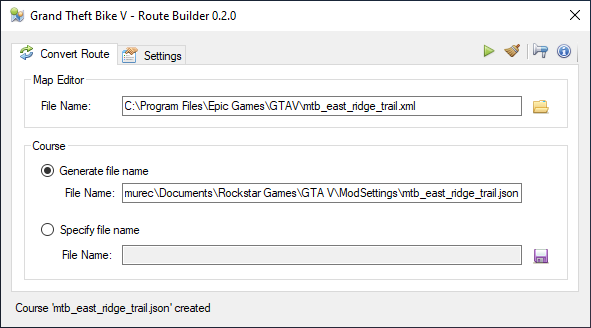 Grand Theft Bike V - Route Builder 0.2.0
Convert Route Settings
Map Editor
File Name: C:\Program Files\Epic Games\GTAV\mtb_east_ridge_trail.xml
Course
Generate file name
File Name: murec\Documents\Rockstar Games\GTA V\ModSettings\mtb_east_ridge_trail.json
Specify file name
File Name:
Course 'mtb_east_ridge_trail.json' created